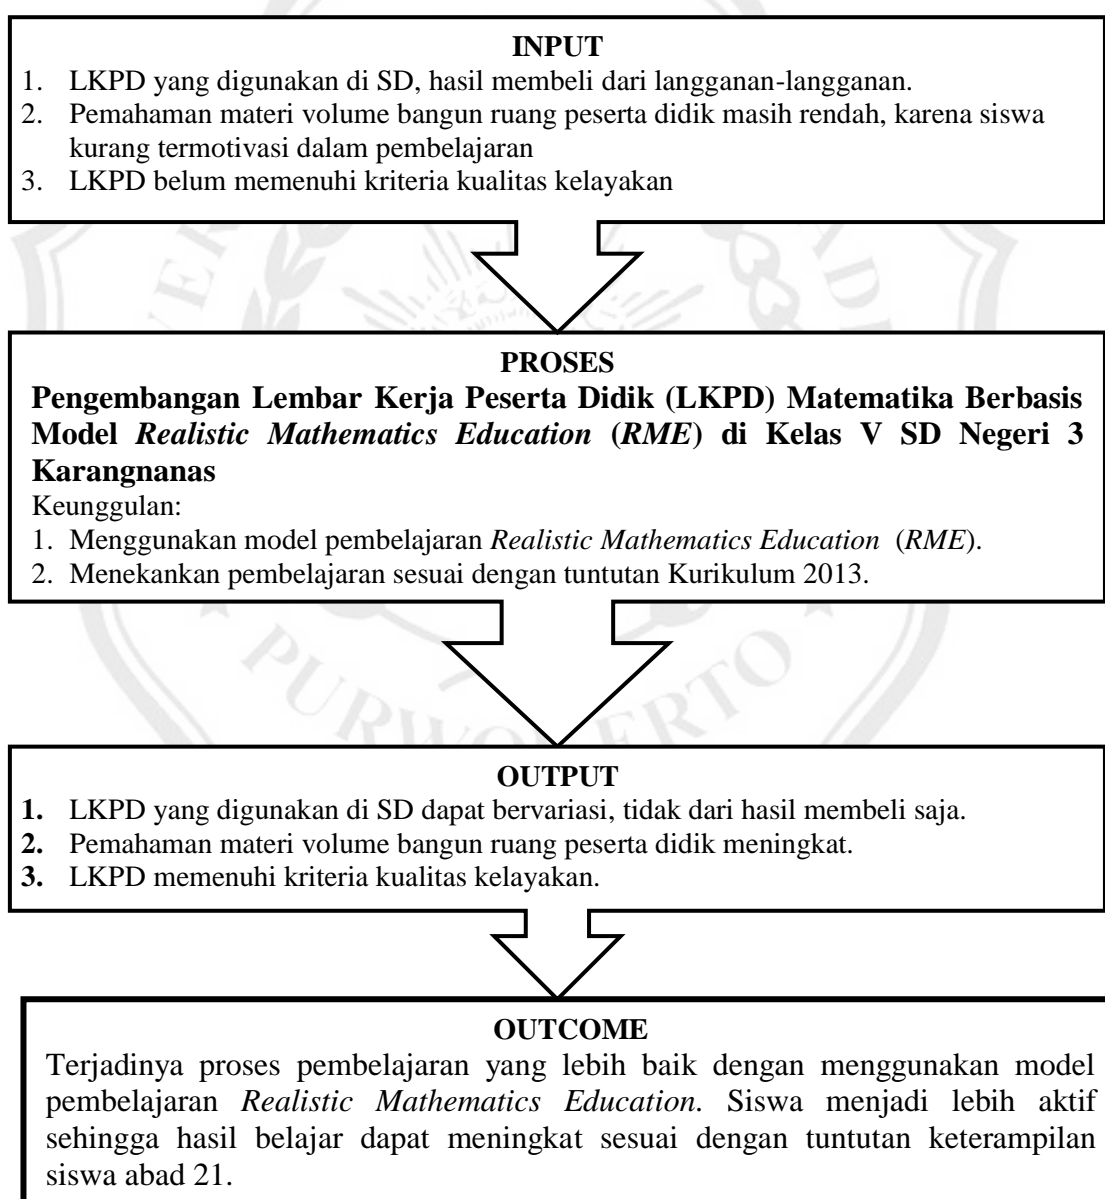 INPUT
1. LKPD yang digunakan di SD, hasil membeli dari langganan-langganan.
2. Pemahaman materi volume bangun ruang peserta didik masih rendah, karena siswa
kurang termotivasi dalam pembelajaran
3. LKPD belum memenuhi kriteria kualitas kelayakan
PROSES
Pengembangan Lembar Kerja Peserta Didik (LKPD) Matematika Berbasis
Model Realistic Mathematics Education (RME) di Kelas V SD Negeri 3
Karangnanas
Keunggulan:
1. Menggunakan model pembelajaran Realistic Mathematics Education (RME).
2. Menekankan pembelajaran sesuai dengan tuntutan Kurikulum 2013.
PURWOKERTO
OUTPUT
1. LKPD yang digunakan di SD dapat bervariasi, tidak dari hasil membeli saja.
2. Pemahaman materi volume bangun ruang peserta didik meningkat.
3. LKPD memenuhi kriteria kualitas kelayakan.
OUTCOME
Terjadinya proses pembelajaran yang lebih baik dengan menggunakan model
pembelajaran Realistic Mathematics Education. Siswa menjadi lebih aktif
sehingga hasil belajar dapat meningkat sesuai dengan tuntutan keterampilan
siswa abad 21.